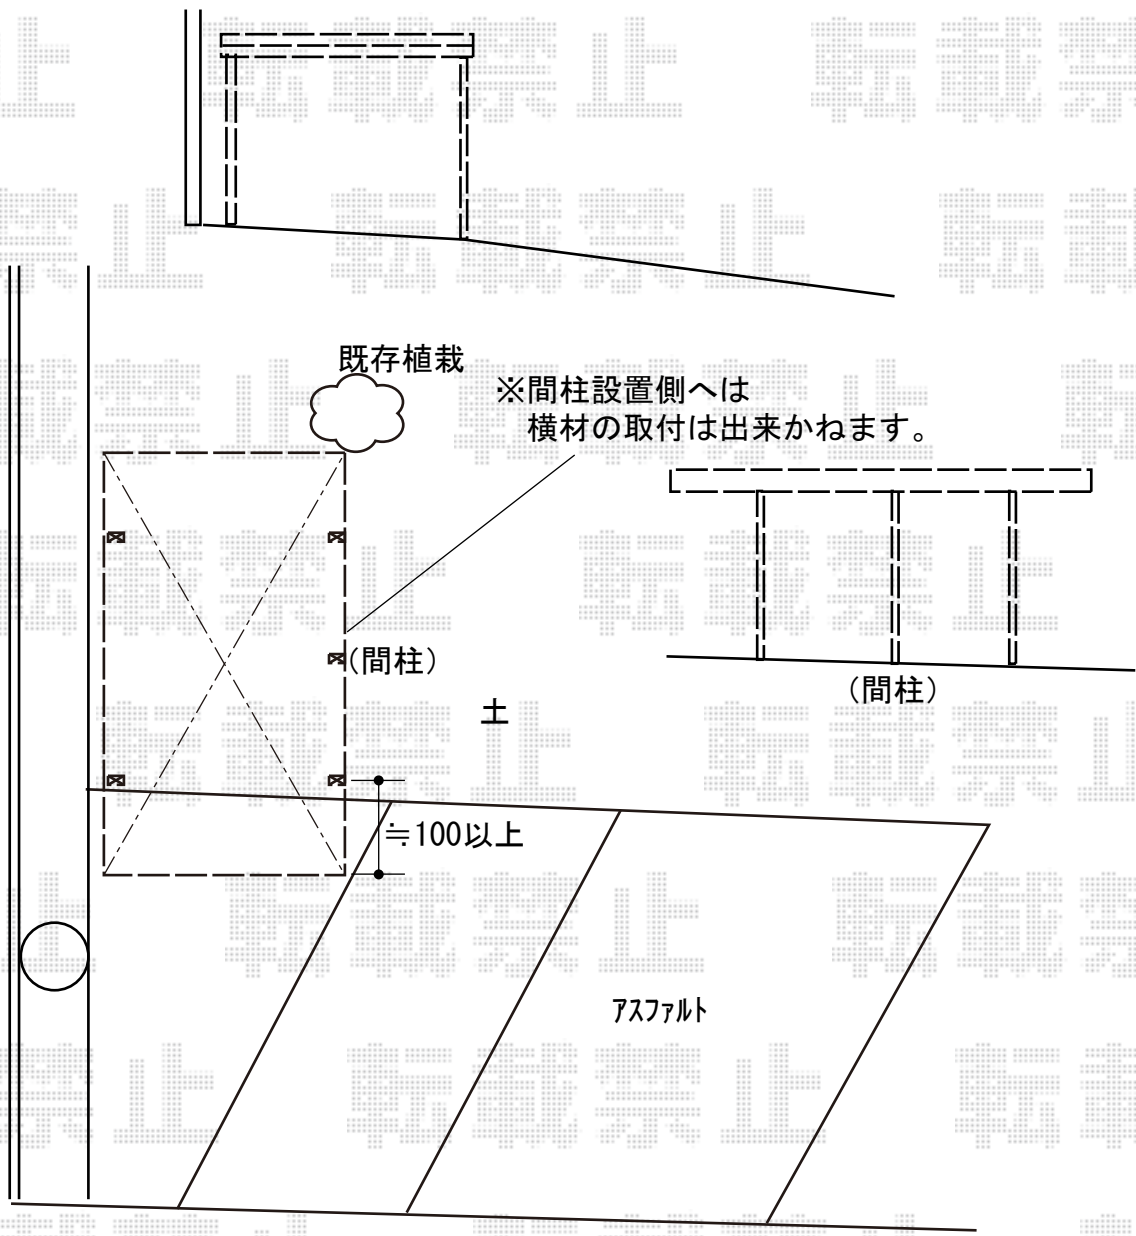 既存植栽
※間柱設置側へは
横材の取付は出来かねます。
(間柱)
(間柱)
土
≒100以上
アスファルト
転載禁止